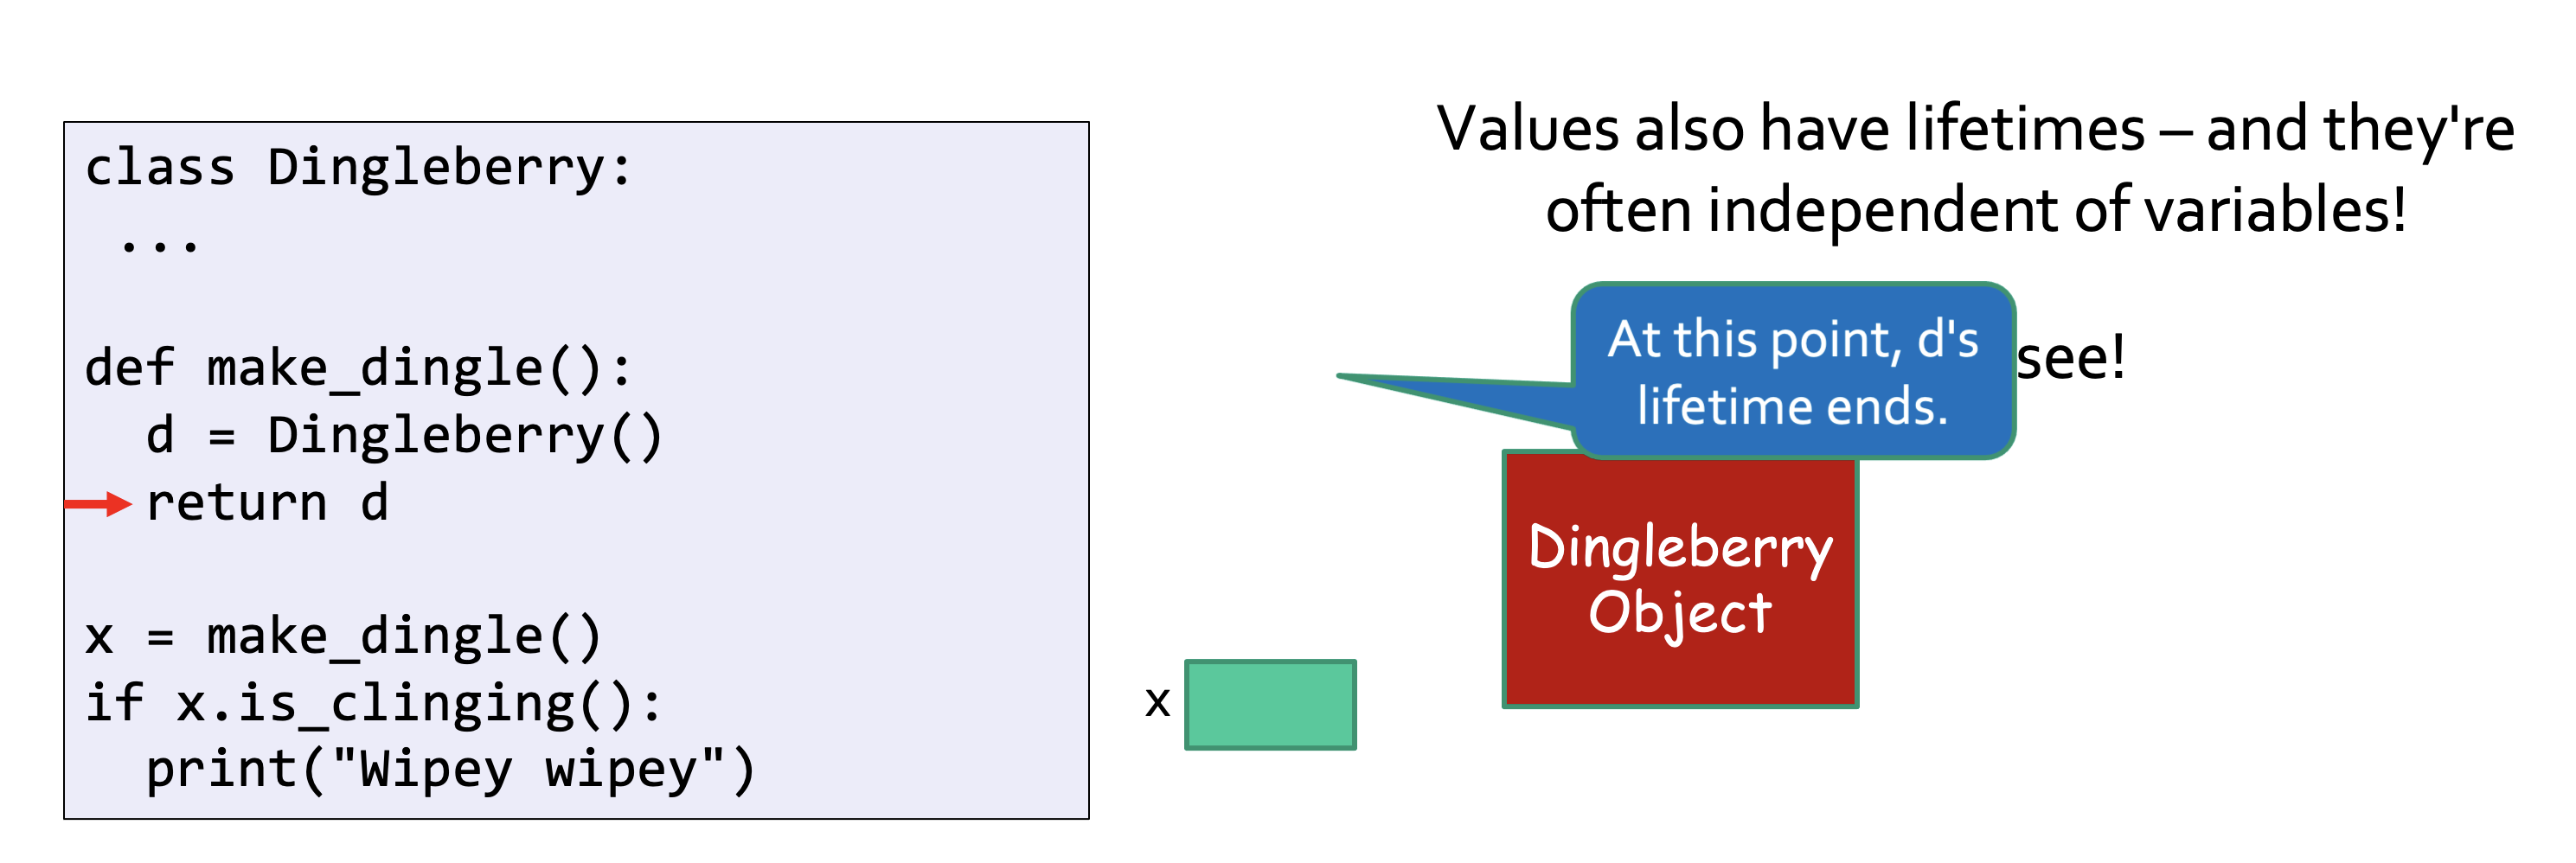 class Dingleberry:
...
def make_dingle():
d = Dingleberry()
return d
x = make_dingle()
if x.is_clinging():
print("Wipey wipey")
Values also have lifetimes – and they're
often independent of variables!
see!
At this point, d's
lifetime ends.
Dingleberry
Object
x